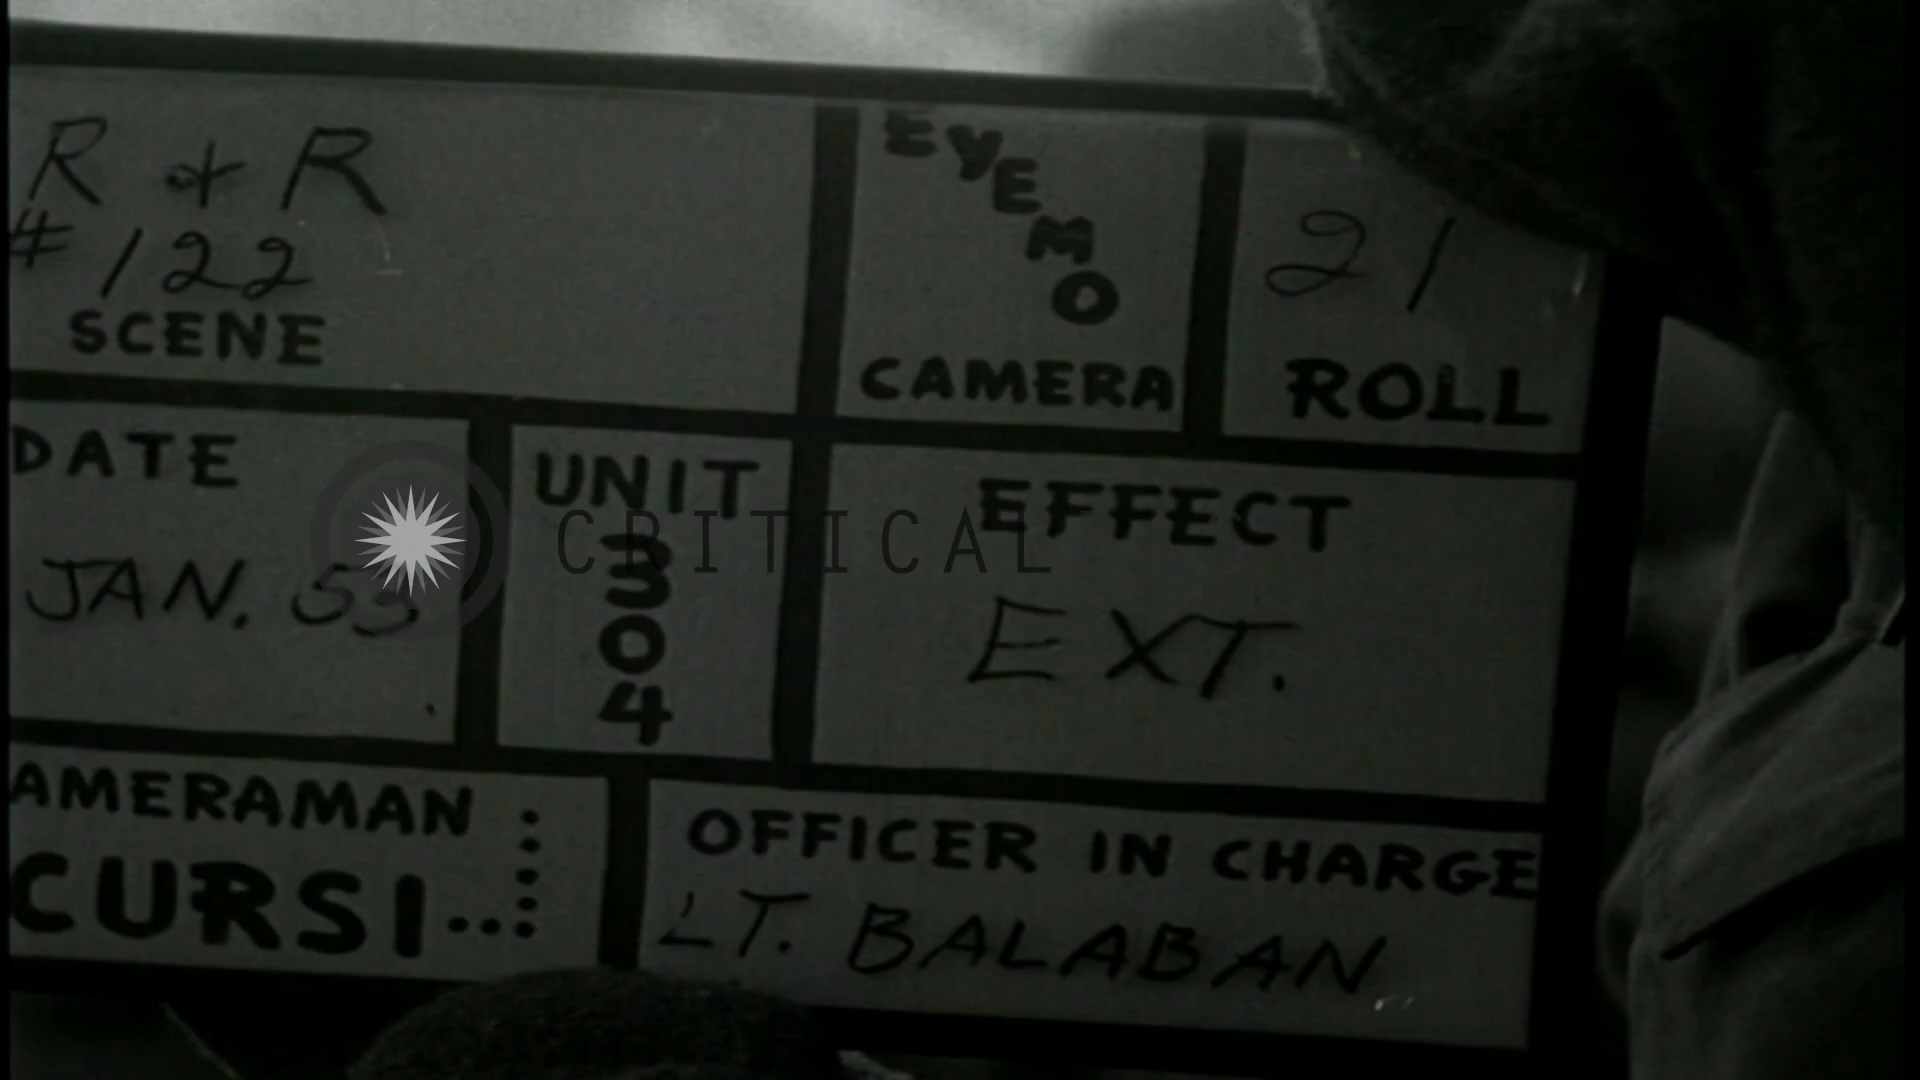 R & R
#122
SCENE
EYEMO
CAMERA
21
ROLL
DATE
JAN. 53
UNIT
304
EFFECT
EXT.
AMERAMAN
CURSI
OFFICER IN CHARGE
LT. BALABAN
CRITICAL